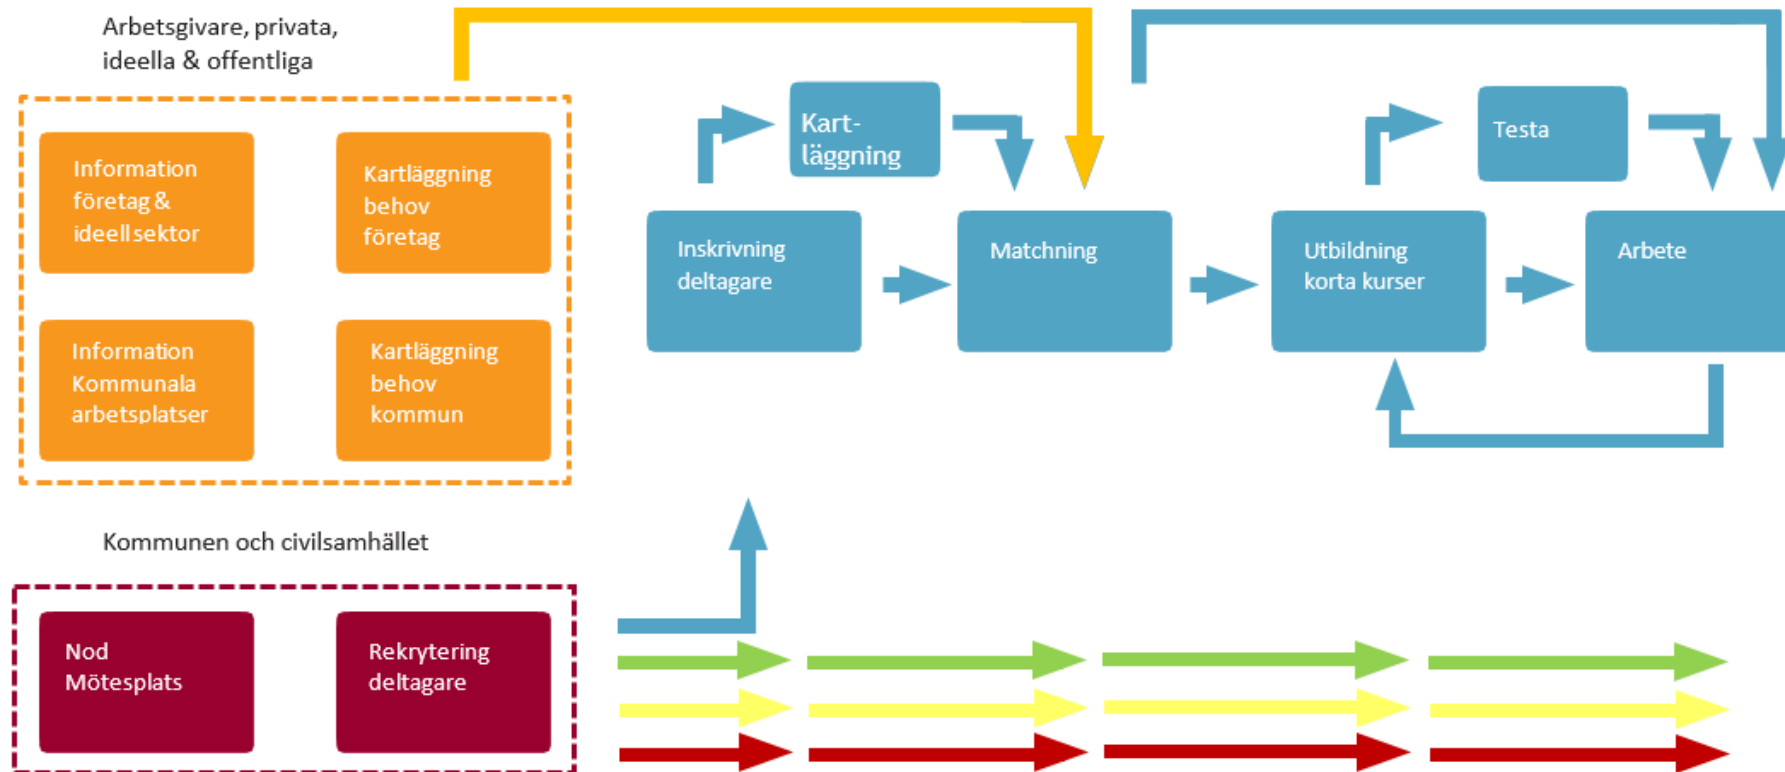 Arbetsgivare, privata,
ideella & offentliga
Information
företag &
ideell sektor
Kartläggning
behov
företag
Information
Kommunala
arbetsplatser
Kartläggning
behov
kommun
Kart-
läggning
Testa
Inskrivning
deltagare
Matchning
Utbildning
korta kurser
Arbete
Kommunen och civilsamhället
Nod
Mötesplats
Rekrytering
deltagare